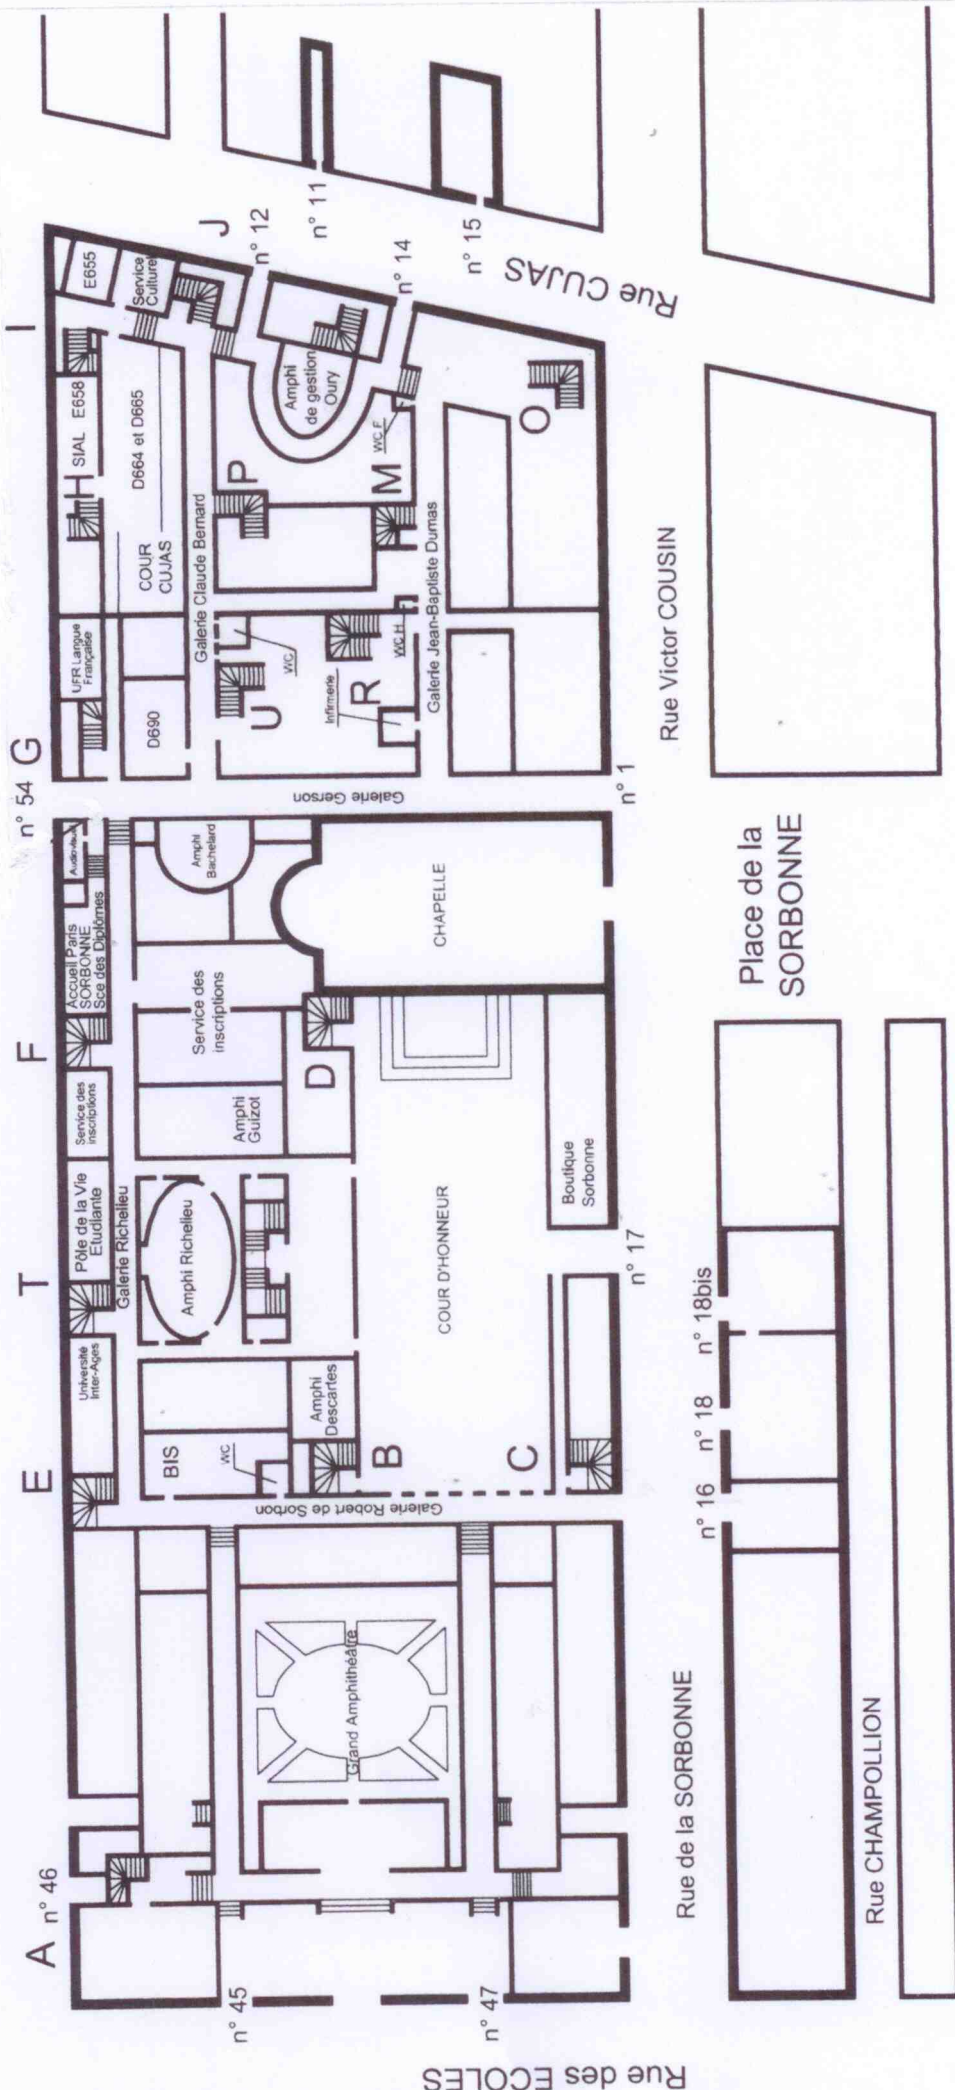 I
J
n° 12
n° 11
n° 14
n° 15
Rue CUJAS
E655
Service
Culturel
E658
SIAL
H
D664 et D665
COUR
CUJAS
Amphi
de gestion
Oury
WC F
P
M
O
Galerie Claude Bernard
Galerie Jean-Baptiste Dumas
UFR Langue
Française
D690
WC
U
Infirmerie
R
WC H
G
n° 54
Galerie Gerson
n° 1
Rue Victor COUSIN
Audiovisuel
Accueil Paris
SORBONNE
Sce des Diplômes
Amphi
Bachelard
CHAPELLE
Place de la
SORBONNE
F
Service des
inscriptions
Service des
inscriptions
D
Amphi
Guizot
Pôle de la Vie
Etudiante
Galerie Richelieu
T
Amphi Richelieu
COUR D'HONNEUR
Boutique
Sorbonne
n° 17
Université
Inter-Ages
Amphi
Descartes
BIS
WC
E
B
C
Galerie Robert de Sorbon
n° 18bis
n° 18
n° 16
Grand Amphithéâtre
Rue de la SORBONNE
Rue CHAMPOLLION
A
n° 46
n° 45
n° 47
Rue des ECOLES